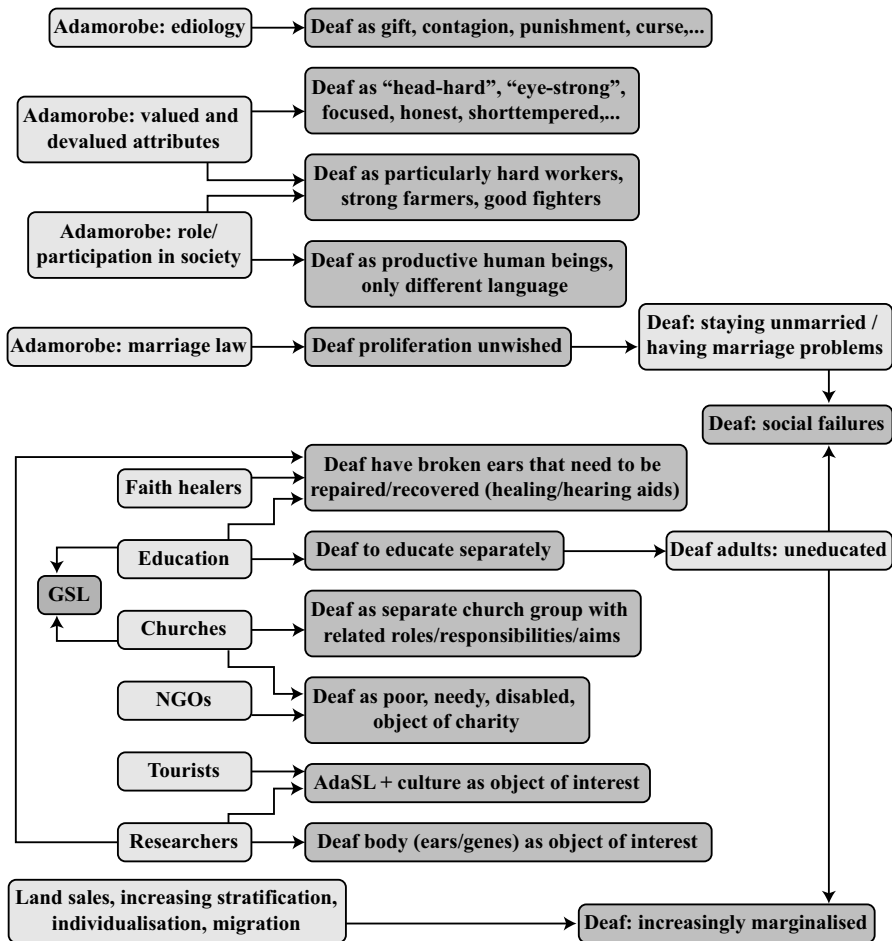 Adamorobe: ediology
Deaf as gift, contagion, punishment, curse,...
Adamorobe: valued and
devalued attributes
Deaf as “head-hard”, “eye-strong”,
focused, honest, shorttempered,...
Deaf as particularly hard workers,
strong farmers, good fighters
Adamorobe: role/
participation in society
Deaf as productive human beings,
only different language
Adamorobe: marriage law
Deaf proliferation unwished
Deaf: staying unmarried /
having marriage problems
Deaf: social failures
Faith healers
Deaf have broken ears that need to be
repaired/recovered (healing/hearing aids)
Education
Deaf to educate separately
Deaf adults: uneducated
GSL
Churches
Deaf as separate church group with
related roles/responsibilities/aims
NGOs
Deaf as poor, needy, disabled,
object of charity
Tourists
AdaSL + culture as object of interest
Researchers
Deaf body (ears/genes) as object of interest
Land sales, increasing stratification,
individualisation, migration
Deaf: increasingly marginalised